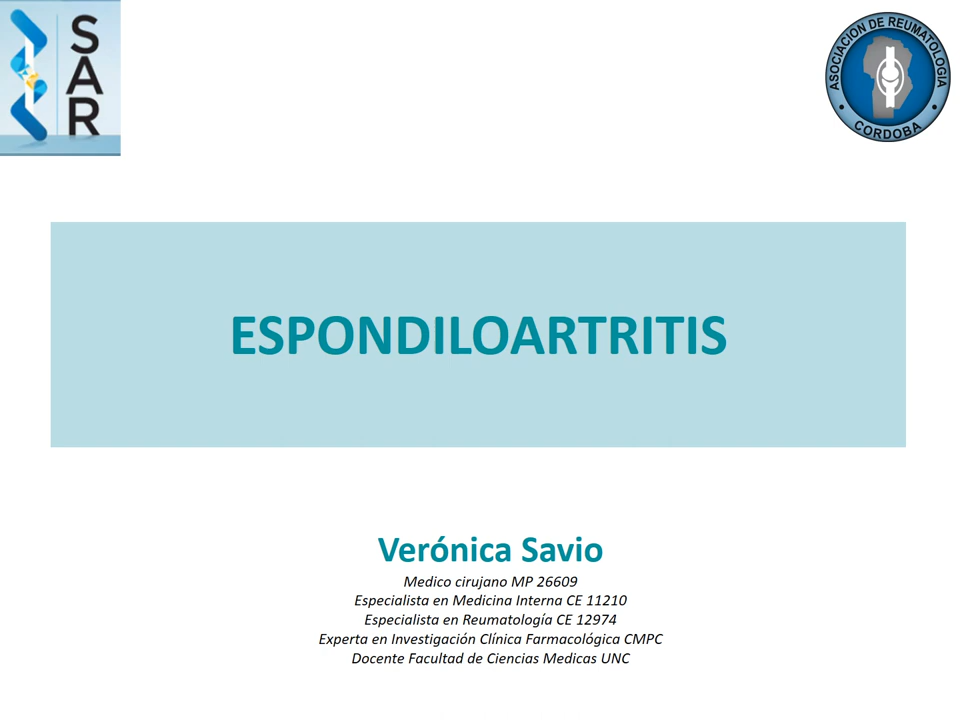 SAR
ASOCIACION DE REUMATOLOGIA
CORDOBA
ESPONDILOARTRITIS
Verónica Savio
Medico cirujano MP 26609
Especialista en Medicina Interna CE 11210
Especialista en Reumatología CE 12974
Experta en Investigación Clínica Farmacológica CMPC
Docente Facultad de Ciencias Medicas UNC